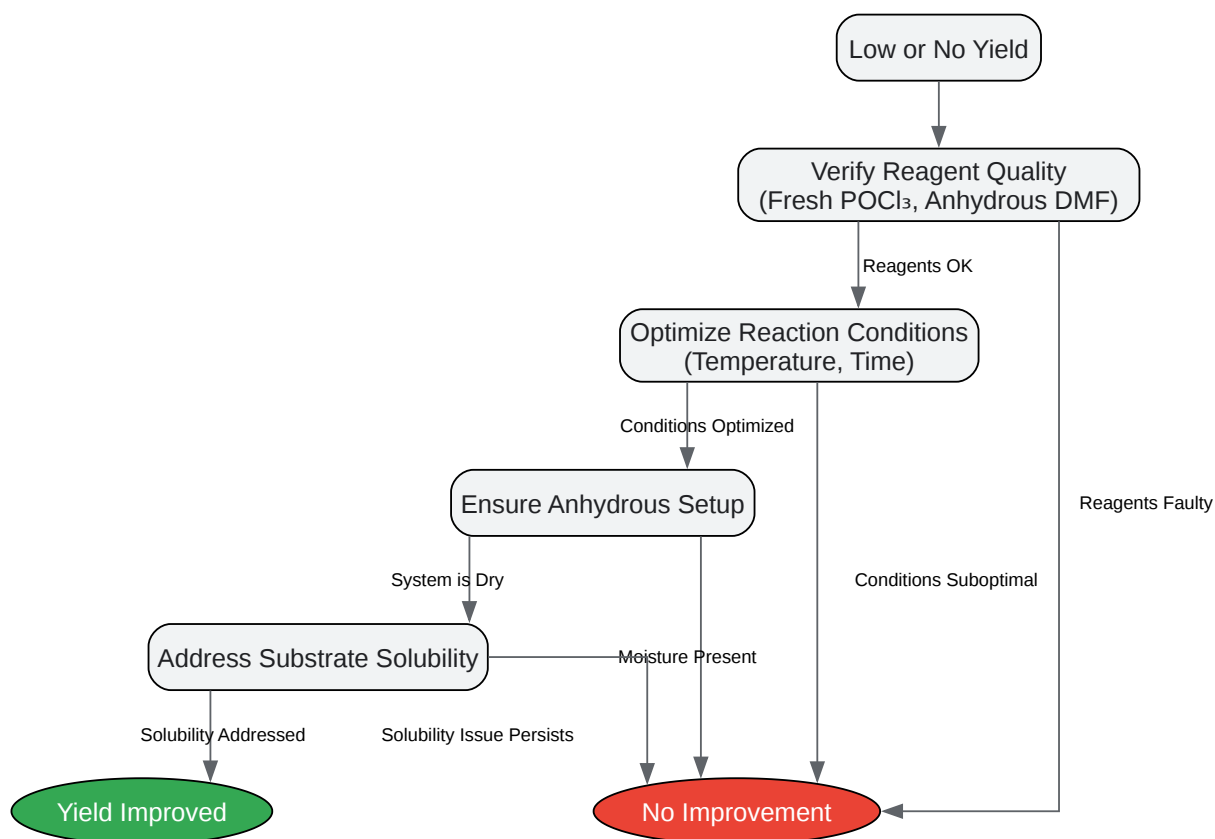 Low or No Yield
Verify Reagent Quality
(Fresh POCl₃, Anhydrous DMF)
Reagents OK
Optimize Reaction Conditions
(Temperature, Time)
Conditions Optimized
Ensure Anhydrous Setup
Reagents Faulty
System is Dry
Conditions Suboptimal
Address Substrate Solubility
Moisture Present
Solubility Addressed
Solubility Issue Persists
Yield Improved
No Improvement